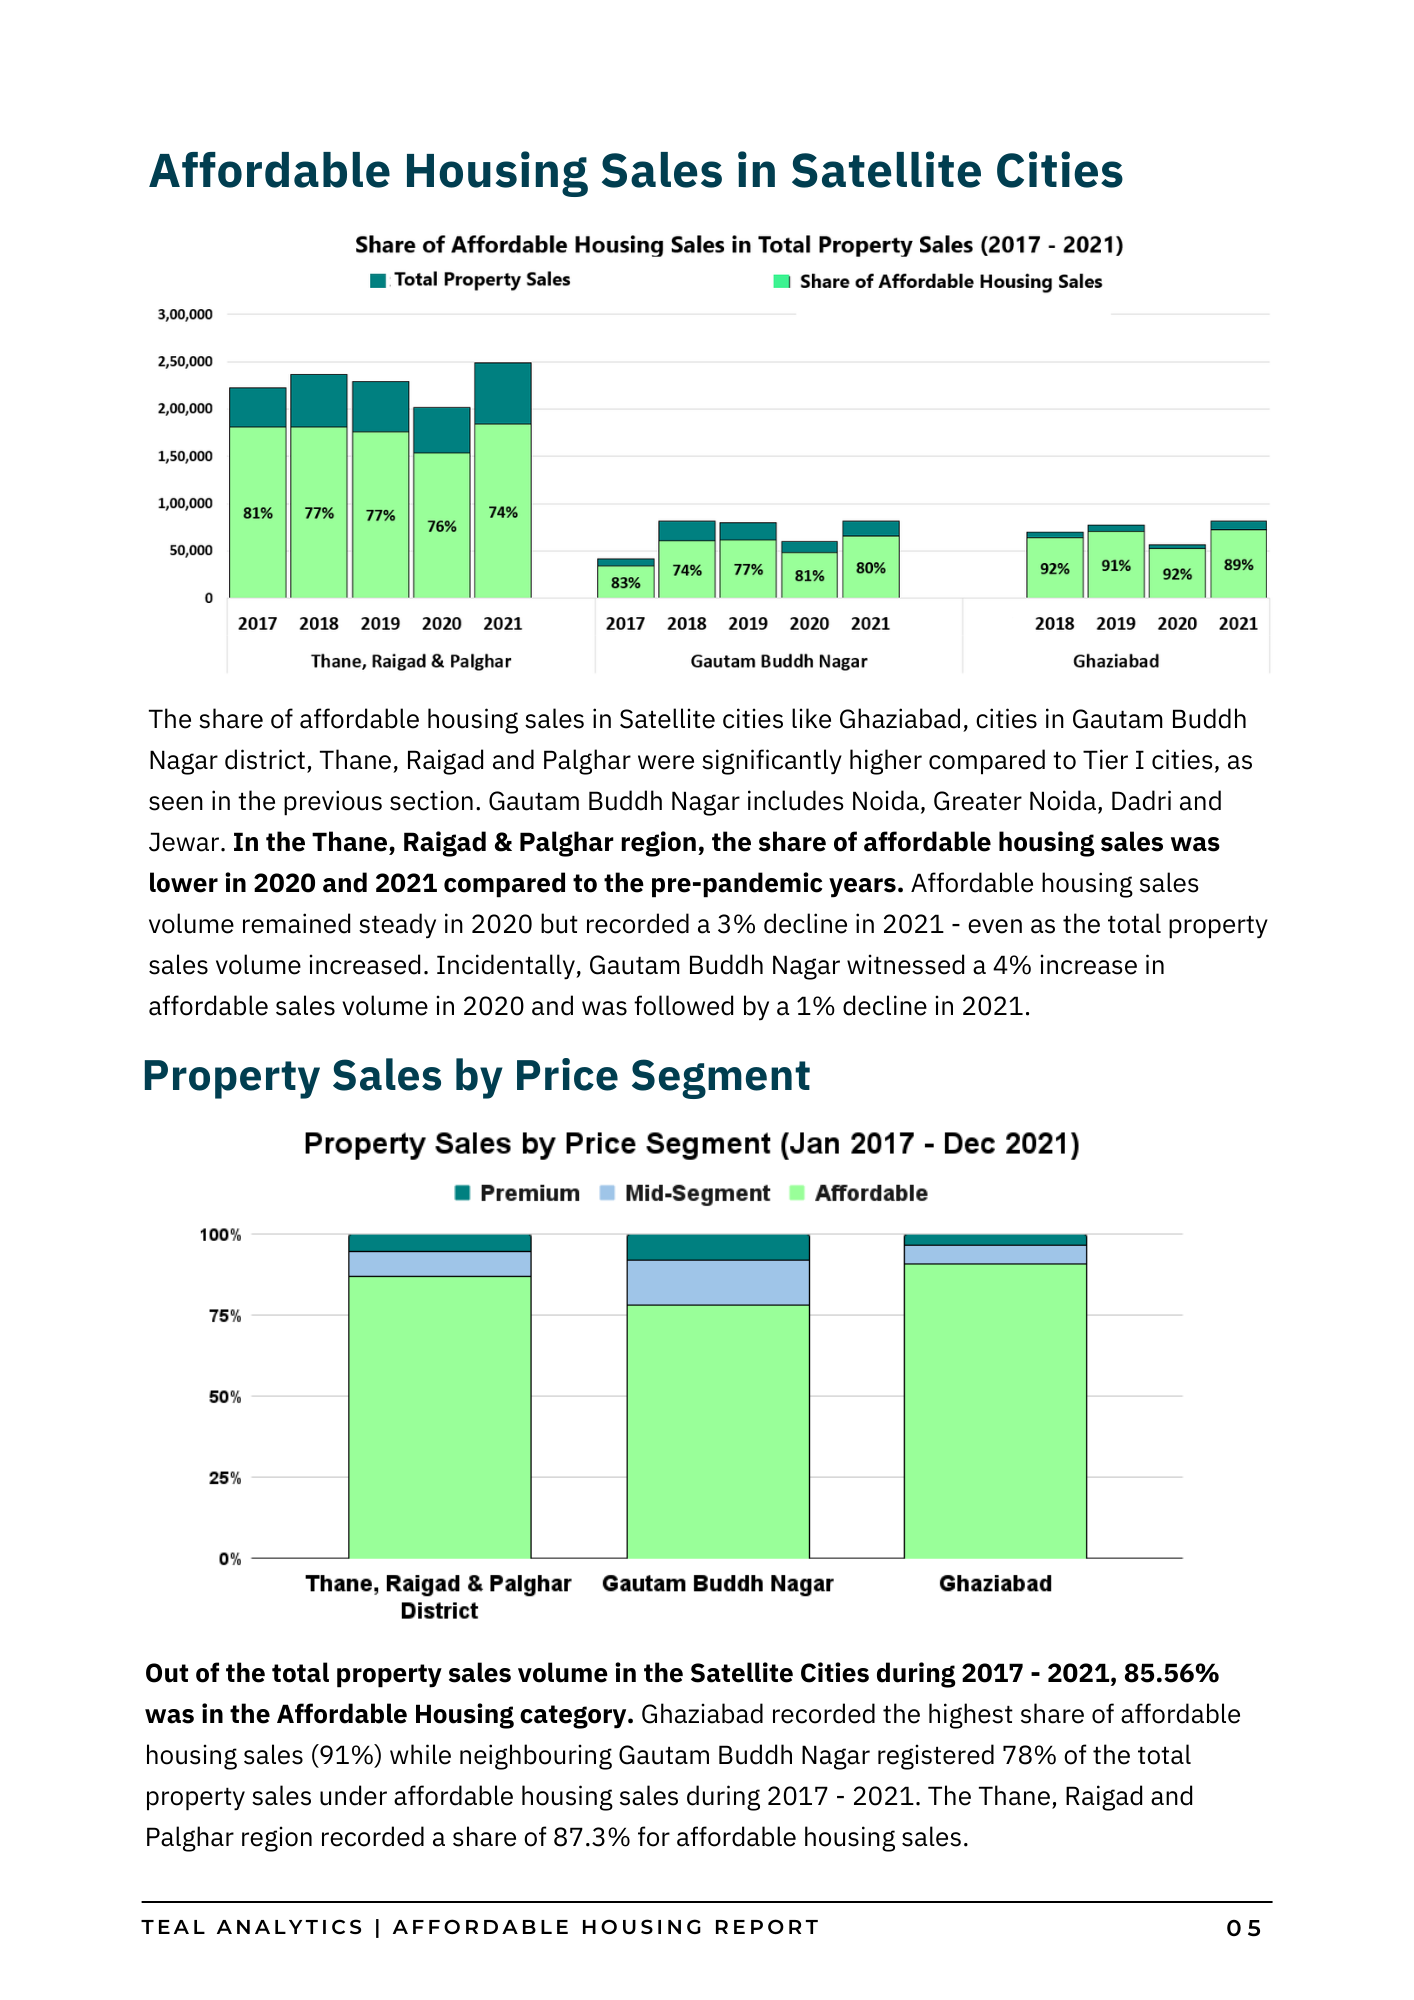 Affordable Housing Sales in Satellite Cities
Share of Affordable Housing Sales in Total Property Sales (2017 - 2021)
Total Property Sales Share of Affordable Housing Sales
3,00,000
2,50,000
2,00,000
1,50,000
1,00,000
50,000
0
81% 77% 77% 76% 74% 83% 74% 77% 81% 80% 92% 91% 92% 89%
2017 2018 2019 2020 2021 2017 2018 2019 2020 2021 2018 2019 2020 2021
Thane, Raigad & Palghar Gautam Buddh Nagar Ghaziabad
The share of affordable housing sales in Satellite cities like Ghaziabad, cities in Gautam Buddh
Nagar district, Thane, Raigad and Palghar were significantly higher compared to Tier I cities, as
seen in the previous section. Gautam Buddh Nagar includes Noida, Greater Noida, Dadri and
Jewar. In the Thane, Raigad & Palghar region, the share of affordable housing sales was
lower in 2020 and 2021 compared to the pre-pandemic years. Affordable housing sales
volume remained steady in 2020 but recorded a 3% decline in 2021 - even as the total property
sales volume increased. Incidentally, Gautam Buddh Nagar witnessed a 4% increase in
affordable sales volume in 2020 and was followed by a 1% decline in 2021.
Property Sales by Price Segment
Property Sales by Price Segment (Jan 2017 - Dec 2021)
Premium Mid-Segment Affordable
100%
75%
50%
25%
0%
Thane, Raigad & Palghar Gautam Buddh Nagar Ghaziabad
District
Out of the total property sales volume in the Satellite Cities during 2017 - 2021, 85.56%
was in the Affordable Housing category. Ghaziabad recorded the highest share of affordable
housing sales (91%) while neighbouring Gautam Buddh Nagar registered 78% of the total
property sales under affordable housing sales during 2017 - 2021. The Thane, Raigad and
Palghar region recorded a share of 87.3% for affordable housing sales.
TEAL ANALYTICS | AFFORDABLE HOUSING REPORT 05